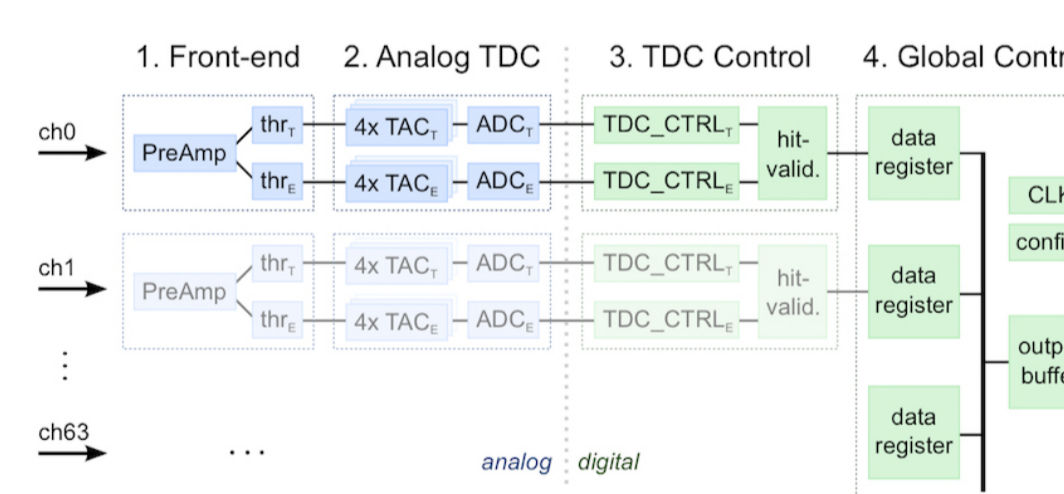 1. Front-end 2. Analog TDC 3. TDC Control 4. Global Contr
ch0
PreAmp
thrT
thrE
4x TACT
4x TACE
ADCT
ADCE
TDC_CTRLT
TDC_CTRLE
hit-
valid.
data
register
CLK
confi
ch1
PreAmp
thrT
thrE
4x TACT
4x TACE
ADCT
ADCE
TDC_CTRLT
TDC_CTRLE
hit-
valid.
data
register
outp
buffe
ch63
...
data
register
analog
digital